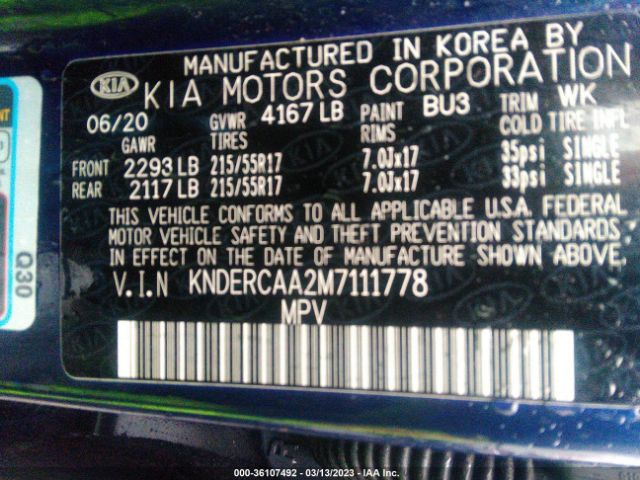 MANUFACTURED IN KOREA BY
KIA KIA MOTORS CORPORATION
06/20 GVWR 4167 LB PAINT BU3 TRIM WK
GAWR TIRES RIMS COLD TIRE INFL
FRONT 2293 LB 215/55R17 7.0Jx17 35psi SINGLE
REAR 2117 LB 215/55R17 7.0Jx17 33psi SINGLE
THIS VEHICLE CONFORMS TO ALL APPLICABLE U.S.A. FEDERAL
MOTOR VEHICLE SAFETY AND THEFT PREVENTION STANDARDS
IN EFFECT ON THE DATE OF MANUFACTURE SHOWN ABOVE.
V.I.N KNDERCAA2M7111778
MPV
Q30
000-36107492 - 03/13/2023 - IAA Inc.